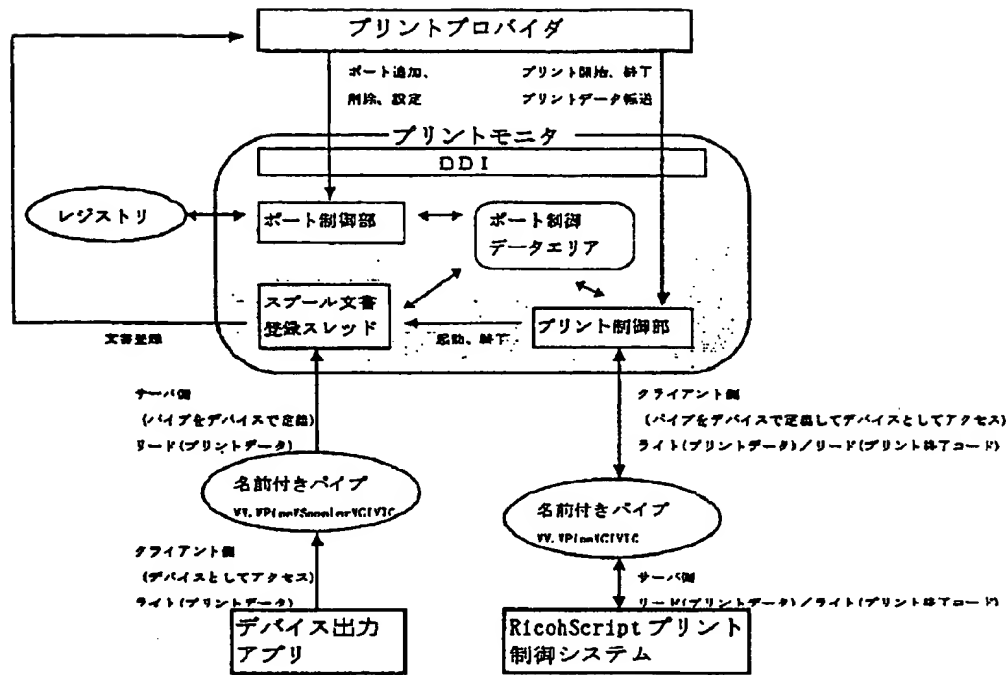 プリントプロバイダ
ポート追加、
削除、設定
プリント開始、終了
プリントデータ転送
プリントモニタ
DDI
レジストリ
ポート制御部
ポート制御
データエリア
スプール文書
登録スレッド
プリント制御部
文書登録
起動、終了
サーバ側
(パイプをデバイスで定義)
リード(プリントデータ)
クライアント側
(パイプをデバイスで定義してデバイスとしてアクセス)
ライト(プリントデータ)/リード(プリント終了コード)
名前付きパイプ
名前付きパイプ
クライアント側
(デバイスとしてアクセス)
ライト(プリントデータ)
サーバ側
リード(プリントデータ)/ライト(プリント終了コード)
デバイス出力
アプリ
RicohScriptプリント
制御システム